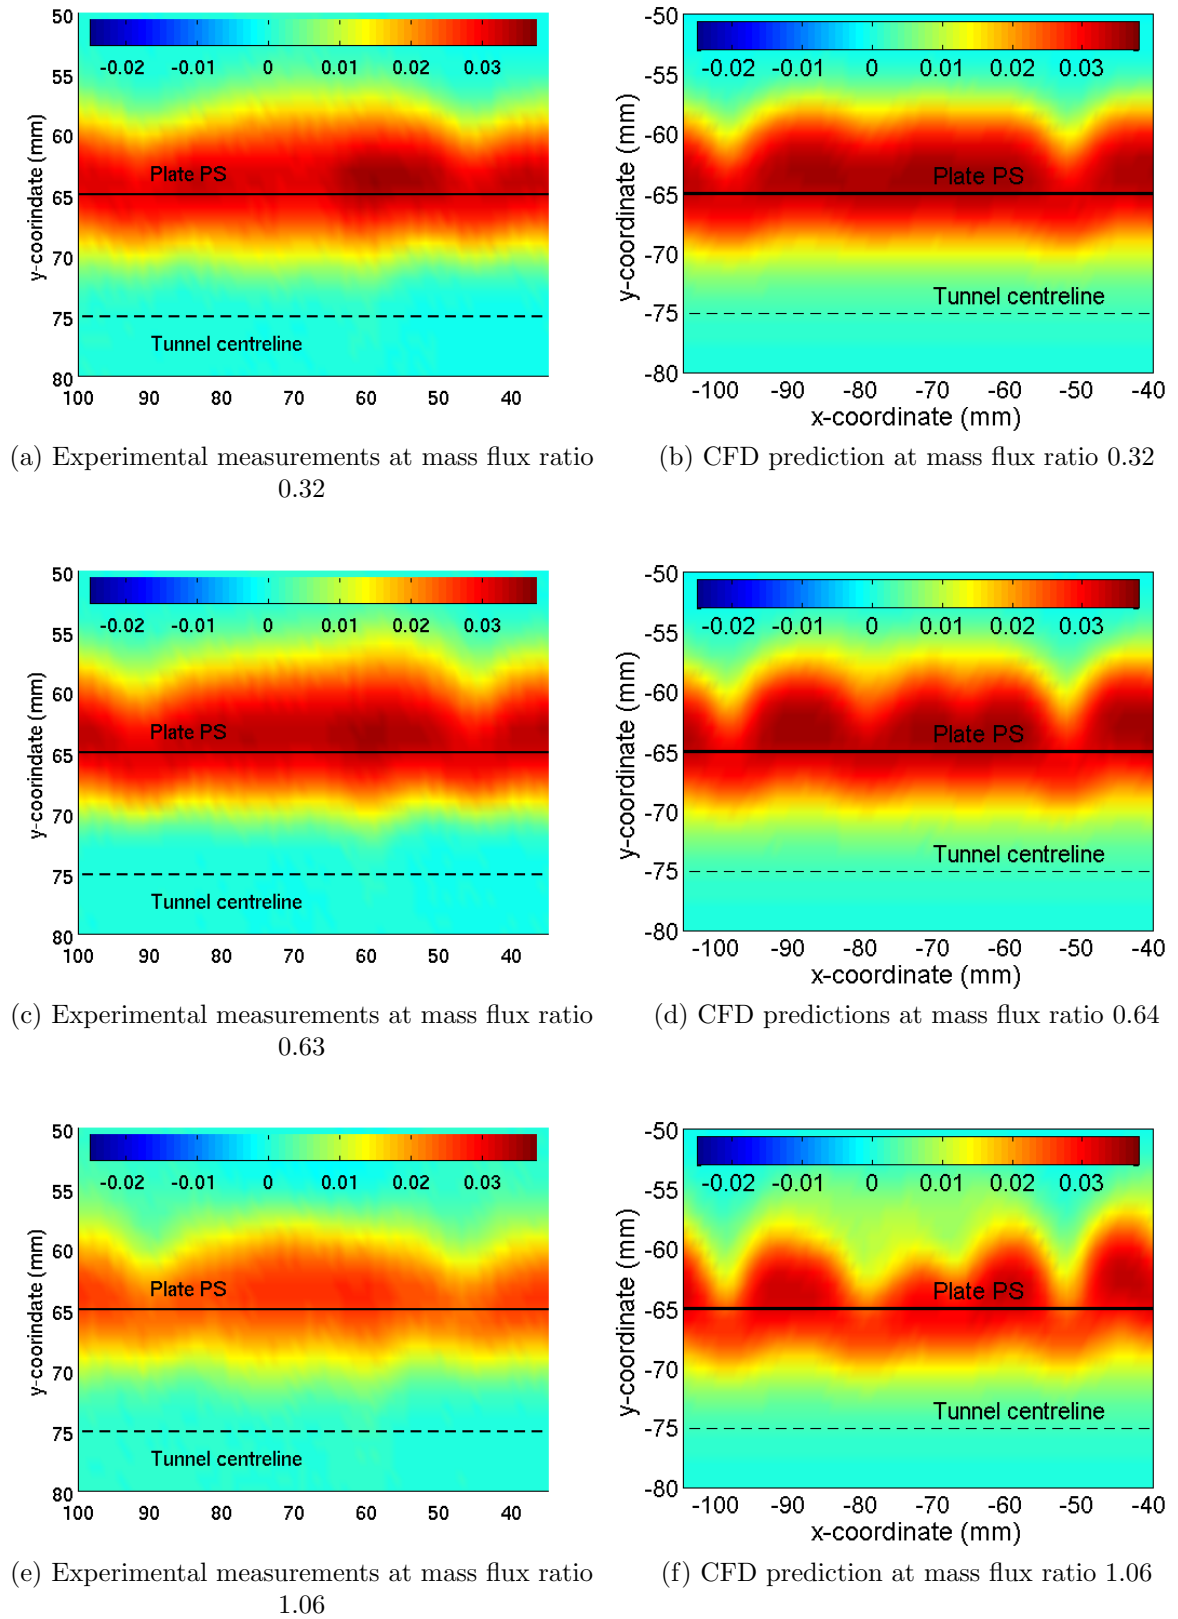 50
-0.02 -0.01 0 0.01 0.02 0.03
55
60
Plate PS
65
70
75
Tunnel centreline
80
100 90 80 70 60 50 40
y-coorindate (mm)
-50
-0.02 -0.01 0 0.01 0.02 0.03
-55
-60
Plate PS
-65
-70
Tunnel centreline
-75
-80
-100 -90 -80 -70 -60 -50 -40
y-coordinate (mm)
x-coordinate (mm)
(a) Experimental measurements at mass flux ratio
0.32
(b) CFD prediction at mass flux ratio 0.32
50
-0.02 -0.01 0 0.01 0.02 0.03
55
60
Plate PS
65
70
75
Tunnel centreline
80
100 90 80 70 60 50 40
y-coorindate (mm)
-50
-0.02 -0.01 0 0.01 0.02 0.03
-55
-60
Plate PS
-65
-70
Tunnel centreline
-75
-80
-100 -90 -80 -70 -60 -50 -40
y-coordinate (mm)
x-coordinate (mm)
(c) Experimental measurements at mass flux ratio
0.63
(d) CFD predictions at mass flux ratio 0.64
50
-0.02 -0.01 0 0.01 0.02 0.03
55
60
Plate PS
65
70
75
Tunnel centreline
80
100 90 80 70 60 50 40
y-coorindate (mm)
-50
-0.02 -0.01 0 0.01 0.02 0.03
-55
-60
Plate PS
-65
-70
Tunnel centreline
-75
-80
-100 -90 -80 -70 -60 -50 -40
y-coordinate (mm)
x-coordinate (mm)
(e) Experimental measurements at mass flux ratio
1.06
(f) CFD prediction at mass flux ratio 1.06